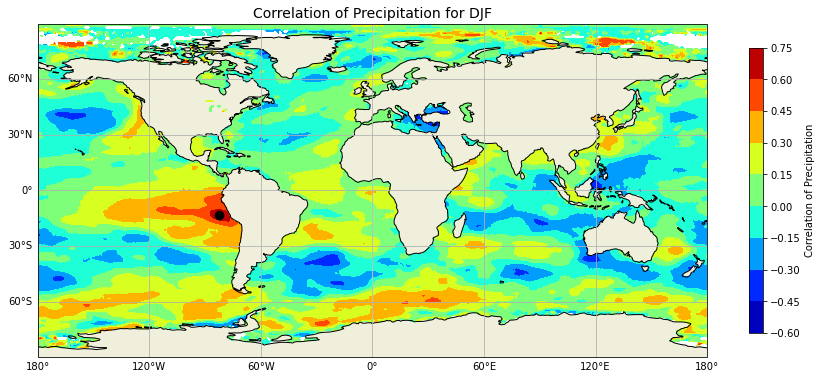 Correlation of Precipitation for DJF
60°N
30°N
0°
30°S
60°S
180°
120°W
60°W
0°
60°E
120°E
180°
0.75
0.60
0.45
0.30
0.15
0.00
−0.15
−0.30
−0.45
−0.60
Correlation of Precipitation